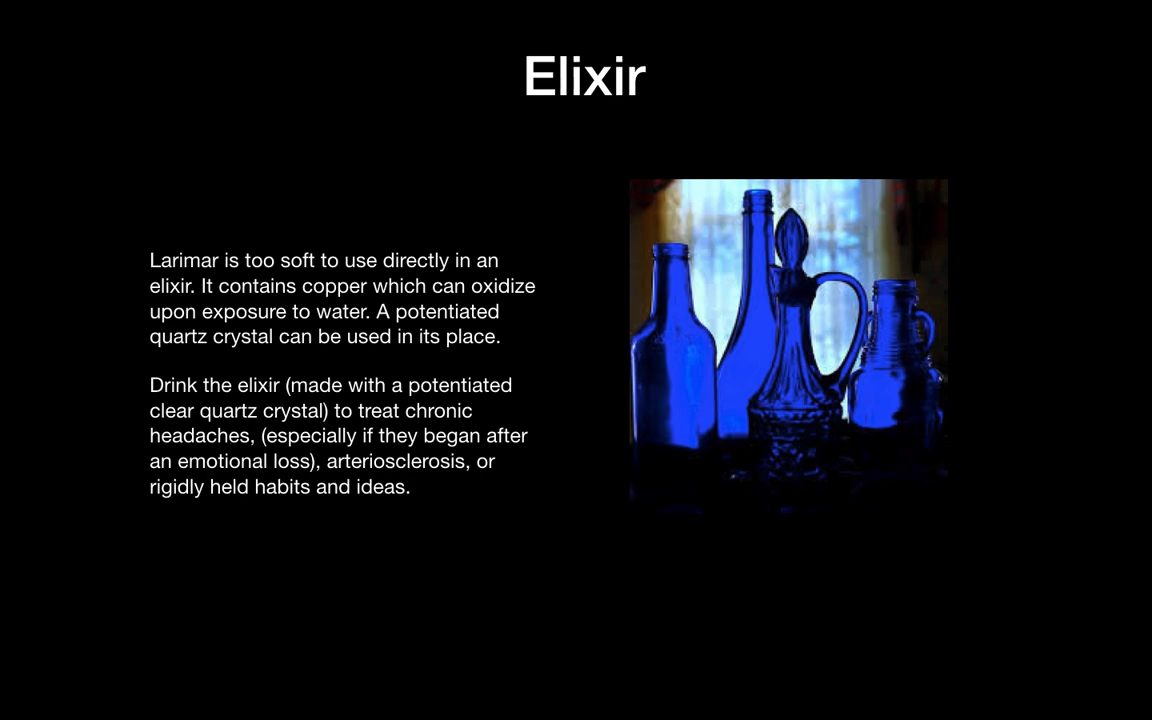 Elixir
Larimar is too soft to use directly in an
elixir. It contains copper which can oxidize
upon exposure to water. A potentiated
quartz crystal can be used in its place.
Drink the elixir (made with a potentiated
clear quartz crystal) to treat chronic
headaches, (especially if they began after
an emotional loss), arteriosclerosis, or
rigidly held habits and ideas.